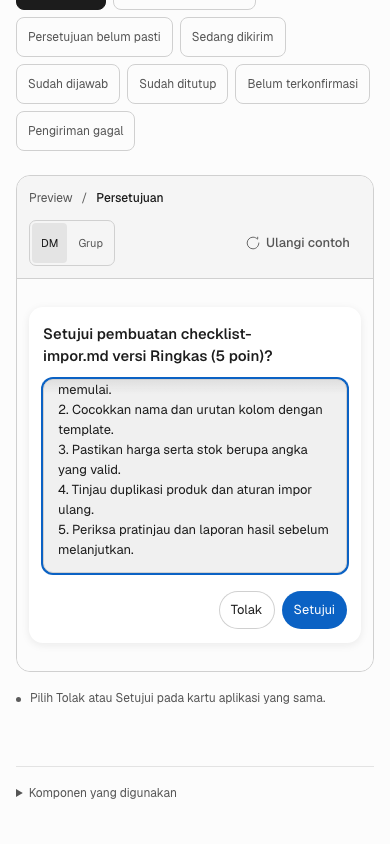 Persetujuan belum pasti
Sedang dikirim
Sudah dijawab
Sudah ditutup
Belum terkonfirmasi
Pengiriman gagal
Preview / Persetujuan
DM
Grup
Ulangi contoh
Setujui pembuatan checklist-
impor.md versi Ringkas (5 poin)?
memulai.
2. Cocokkan nama dan urutan kolom dengan
template.
3. Pastikan harga serta stok berupa angka
yang valid.
4. Tinjau duplikasi produk dan aturan impor
ulang.
5. Periksa pratinjau dan laporan hasil sebelum
melanjutkan.
Tolak
Setujui
Pilih Tolak atau Setujui pada kartu aplikasi yang sama.
Komponen yang digunakan